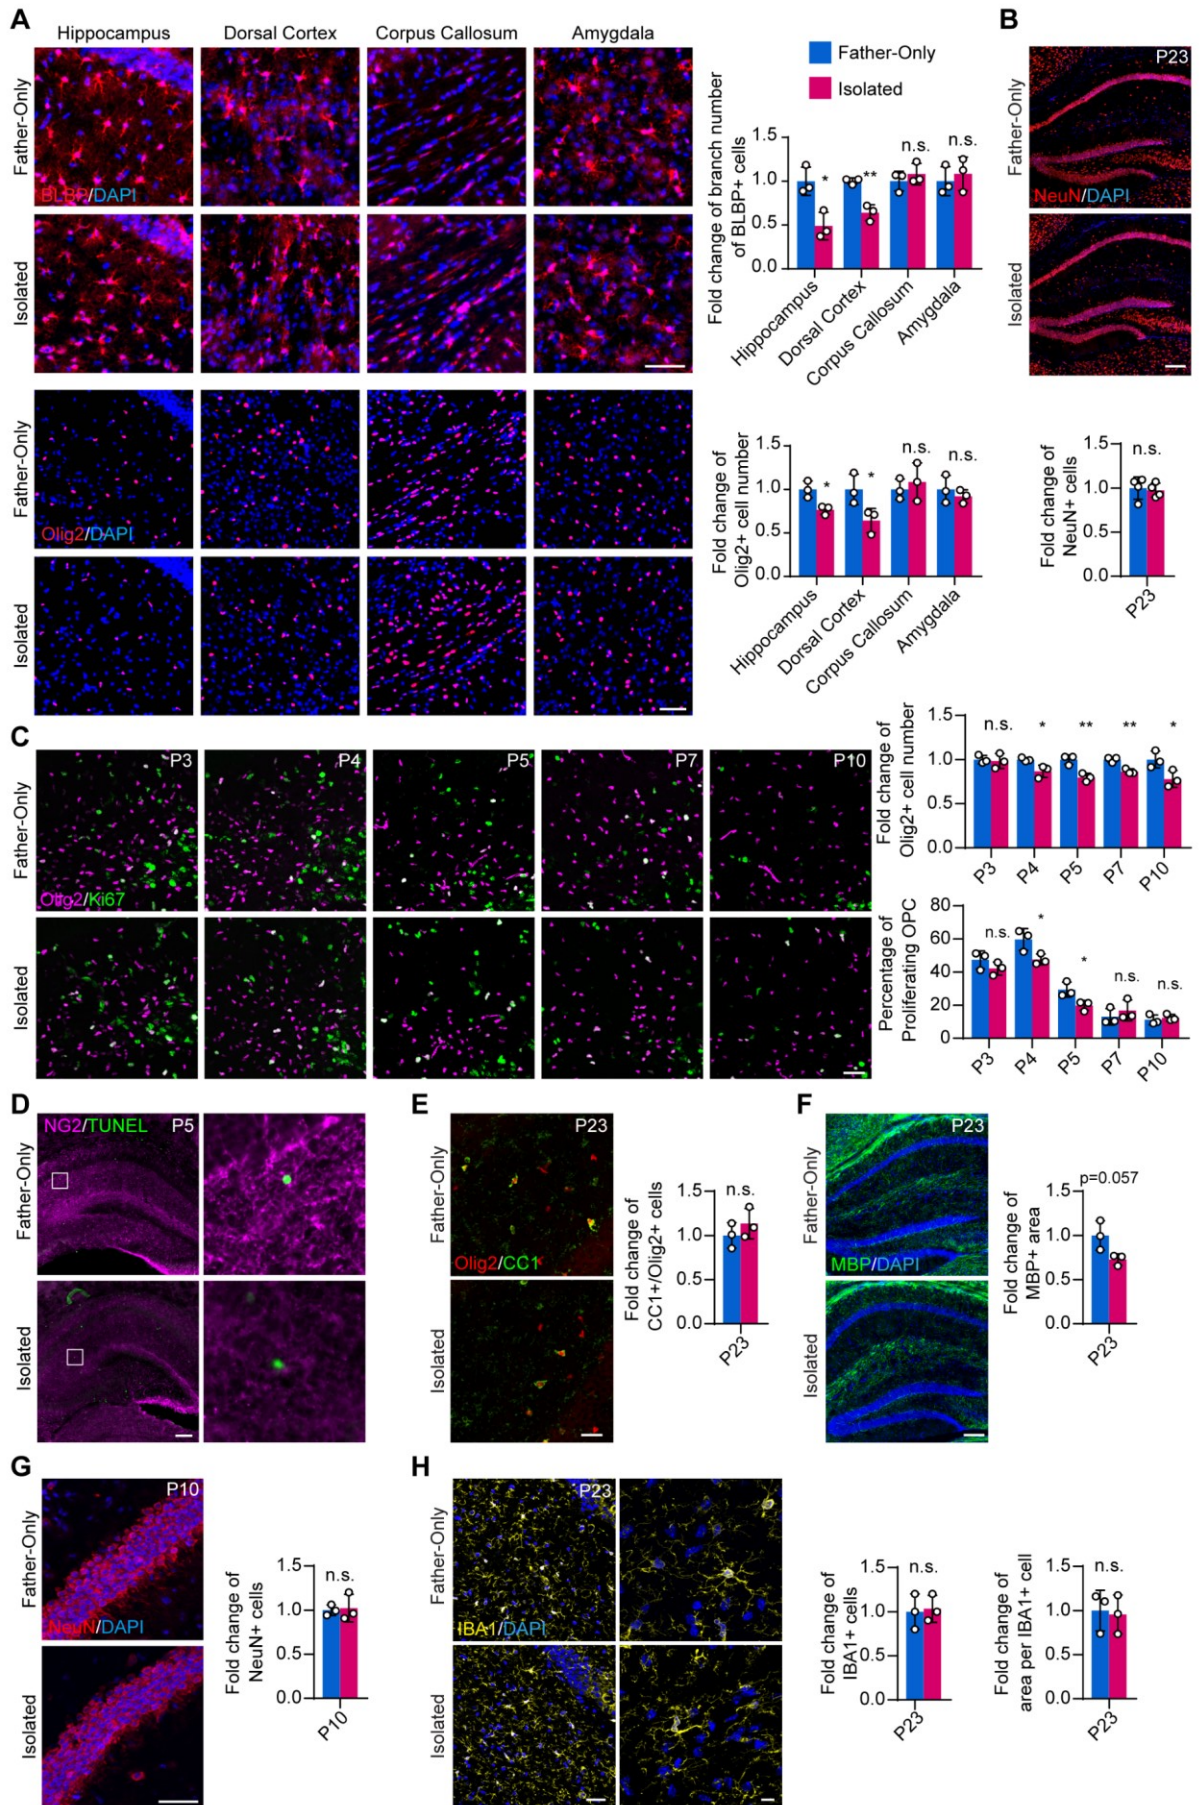 A
Hippocampus
Dorsal Cortex
Corpus Callosum
Amygdala
Father-Only
BLBP/DAPI
Isolated
Father-Only
Olig2/DAPI
Isolated
Father-Only
Isolated
Fold change of branch number
of BLBP+ cells
1.5
1.0
0.5
0.0
*
**
n.s.
n.s.
Hippocampus
Dorsal Cortex
Corpus Callosum
Amygdala
Fold change of
Olig2+ cell number
1.5
1.0
0.5
0.0
*
*
n.s.
n.s.
Hippocampus
Dorsal Cortex
Corpus Callosum
Amygdala
B
P23
Father-Only
NeuN/DAPI
Isolated
Fold change of
NeuN+ cells
1.5
1.0
0.5
0.0
n.s.
P23
C
P3
P4
P5
P7
P10
Father-Only
Olig2/Ki67
Isolated
Fold change of
Olig2+ cell number
1.5
1.0
0.5
0.0
n.s.
*
**
**
*
P3
P4
P5
P7
P10
Percentage of
Proliferating OPC
80
60
40
20
0
n.s.
*
*
n.s.
n.s.
P3
P4
P5
P7
P10
D
NG2/TUNEL
P5
Father-Only
Isolated
E
P23
Father-Only
Olig2/CC1
Isolated
Fold change of
CC1+/Olig2+ cells
1.5
1.0
0.5
0.0
n.s.
P23
F
P23
Father-Only
MBP/DAPI
Isolated
Fold change of
MBP+ area
p=0.057
1.5
1.0
0.5
0.0
P23
G
P10
Father-Only
NeuN/DAPI
Isolated
Fold change of
NeuN+ cells
1.5
1.0
0.5
0.0
n.s.
P10
H
P23
Father-Only
IBA1/DAPI
Isolated
Fold change of
IBA1+ cells
1.5
1.0
0.5
0.0
n.s.
P23
Fold change of
area per IBA1+ cell
1.5
1.0
0.5
0.0
n.s.
P23